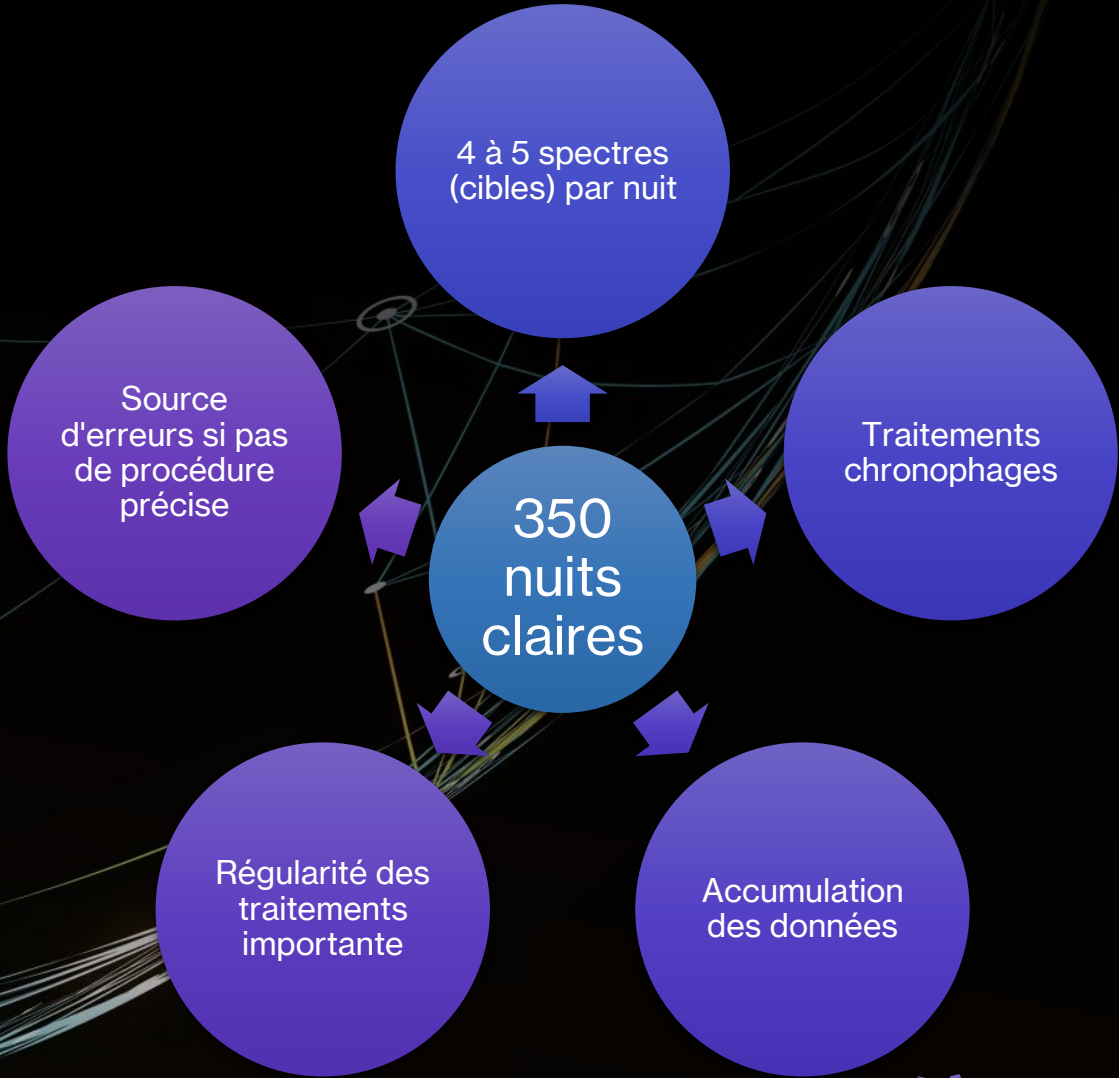 4 à 5 spectres
(cibles) par nuit
Source
d'erreurs si pas
de procédure
précise
Traitements
chronophages
350
nuits
claires
Régularité des
traitements
importante
Accumulation
des données